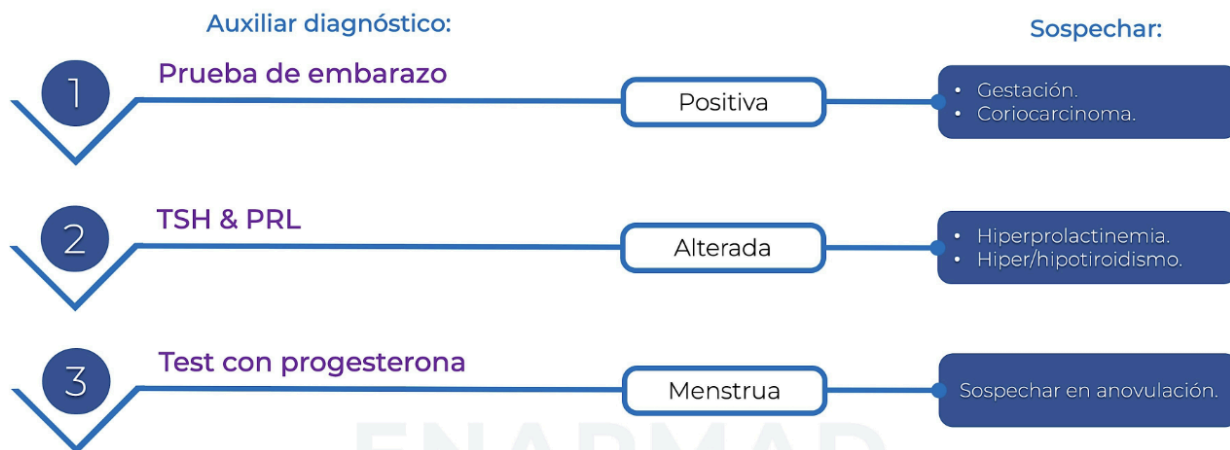 Auxiliar diagnóstico:
Sospechar:
1
Prueba de embarazo
Positiva
• Gestación.
• Coriocarcinoma.
2
TSH & PRL
Alterada
• Hiperprolactinemia.
• Hiper/hipotiroidismo.
3
Test con progesterona
Menstrua
Sospechar en anovulación.